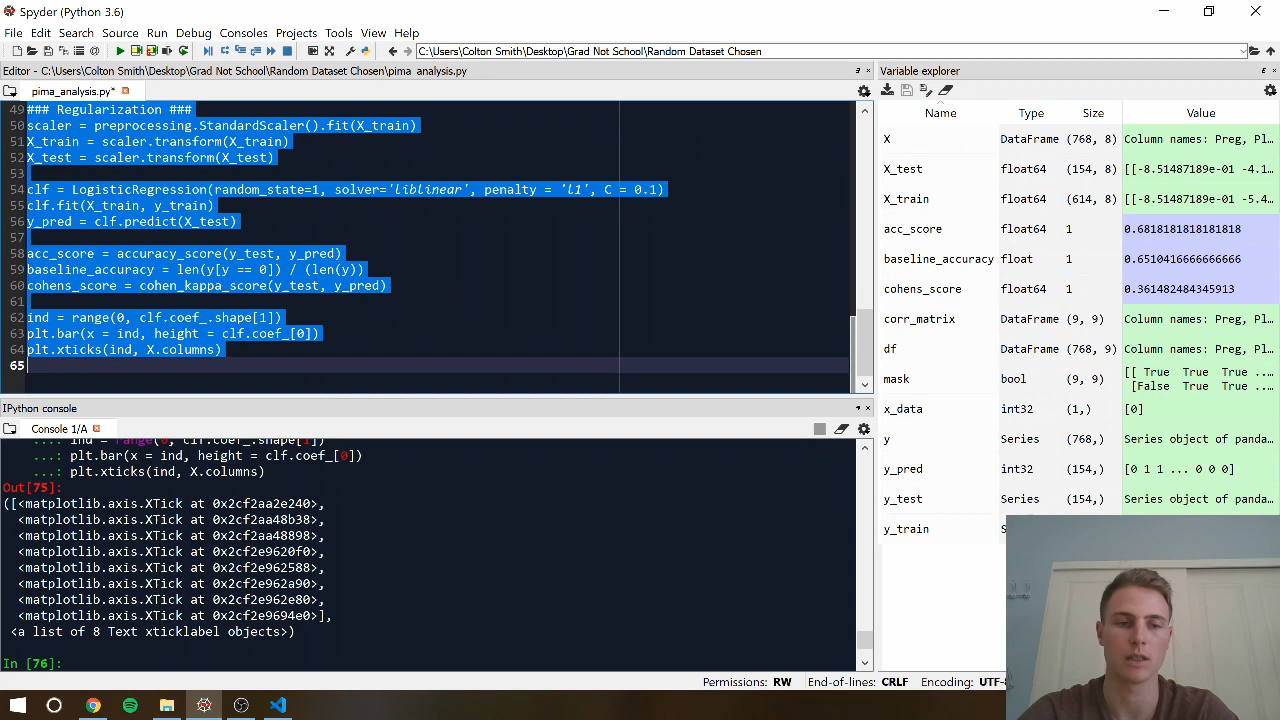 Spyder (Python 3.6)
File Edit Search Source Run Debug Consoles Projects Tools View Help
C:\Users\Colton Smith\Desktop\Grad Not School\Random Dataset Chosen
Editor - C:\Users\Colton Smith\Desktop\Grad Not School\Random Dataset Chosen\pima_analysis.py
pima_analysis.py*
49 ### Regularization ###
50 scaler = preprocessing.StandardScaler().fit(X_train)
51 X_train = scaler.transform(X_train)
52 X_test = scaler.transform(X_test)
53
54 clf = LogisticRegression(random_state=1, solver='liblinear', penalty = 'l1', C = 0.1)
55 clf.fit(X_train, y_train)
56 y_pred = clf.predict(X_test)
57
58 acc_score = accuracy_score(y_test, y_pred)
59 baseline_accuracy = len(y[y == 0]) / (len(y))
60 cohens_score = cohen_kappa_score(y_test, y_pred)
61
62 ind = range(0, clf.coef_.shape[1])
63 plt.bar(x = ind, height = clf.coef_[0])
64 plt.xticks(ind, X.columns)
65
IPython console
Console 1/A
...: ind = range(0, clf.coef_.shape[1])
...: plt.bar(x = ind, height = clf.coef_[0])
...: plt.xticks(ind, X.columns)
Out[75]:
([<matplotlib.axis.XTick at 0x2cf2aa2e240>,
<matplotlib.axis.XTick at 0x2cf2aa48b38>,
<matplotlib.axis.XTick at 0x2cf2aa48898>,
<matplotlib.axis.XTick at 0x2cf2e9620f0>,
<matplotlib.axis.XTick at 0x2cf2e962588>,
<matplotlib.axis.XTick at 0x2cf2e962a90>,
<matplotlib.axis.XTick at 0x2cf2e962e80>,
<matplotlib.axis.XTick at 0x2cf2e9694e0>],
<a list of 8 Text xticklabel objects>)
In [76]:
Variable explorer
Name Type Size Value
X DataFrame (768, 8) Column names: Preg, Pl…
X_test float64 (154, 8) [[-8.51487189e-01 -4.1…
X_train float64 (614, 8) [[-8.51487189e-01 -5.4…
acc_score float64 1 0.6818181818181818
baseline_accuracy float 1 0.6510416666666666
cohens_score float64 1 0.361482484345913
corr_matrix DataFrame (9, 9) Column names: Preg, Pl…
df DataFrame (768, 9) Column names: Preg, Pl…
mask bool (9, 9) [[ True True True ...
[False True True ...
x_data int32 (1,) [0]
y Series (768,) Series object of panda…
y_pred int32 (154,) [0 1 1 ... 0 0 0]
y_test Series (154,) Series object of panda…
y_train
Permissions: RW End-of-lines: CRLF Encoding: UTF-